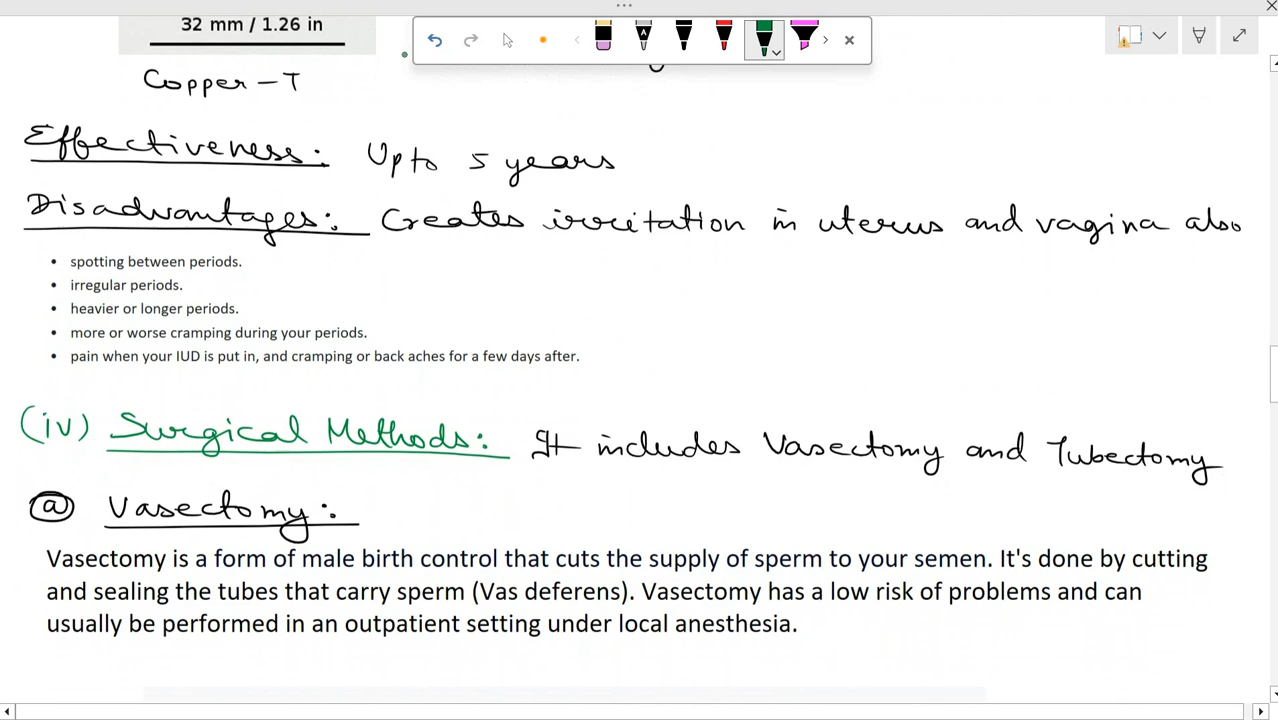 32 mm / 1.26 in
Copper-T
Effectiveness: Upto 5 years
Disadvantages: Creates irritation in uterus and vagina also
• spotting between periods.
• irregular periods.
• heavier or longer periods.
• more or worse cramping during your periods.
• pain when your IUD is put in, and cramping or back aches for a few days after.
(iv) Surgical Methods: It includes Vasectomy and Tubectomy
(a) Vasectomy:
Vasectomy is a form of male birth control that cuts the supply of sperm to your semen. It's done by cutting
and sealing the tubes that carry sperm (Vas deferens). Vasectomy has a low risk of problems and can
usually be performed in an outpatient setting under local anesthesia.